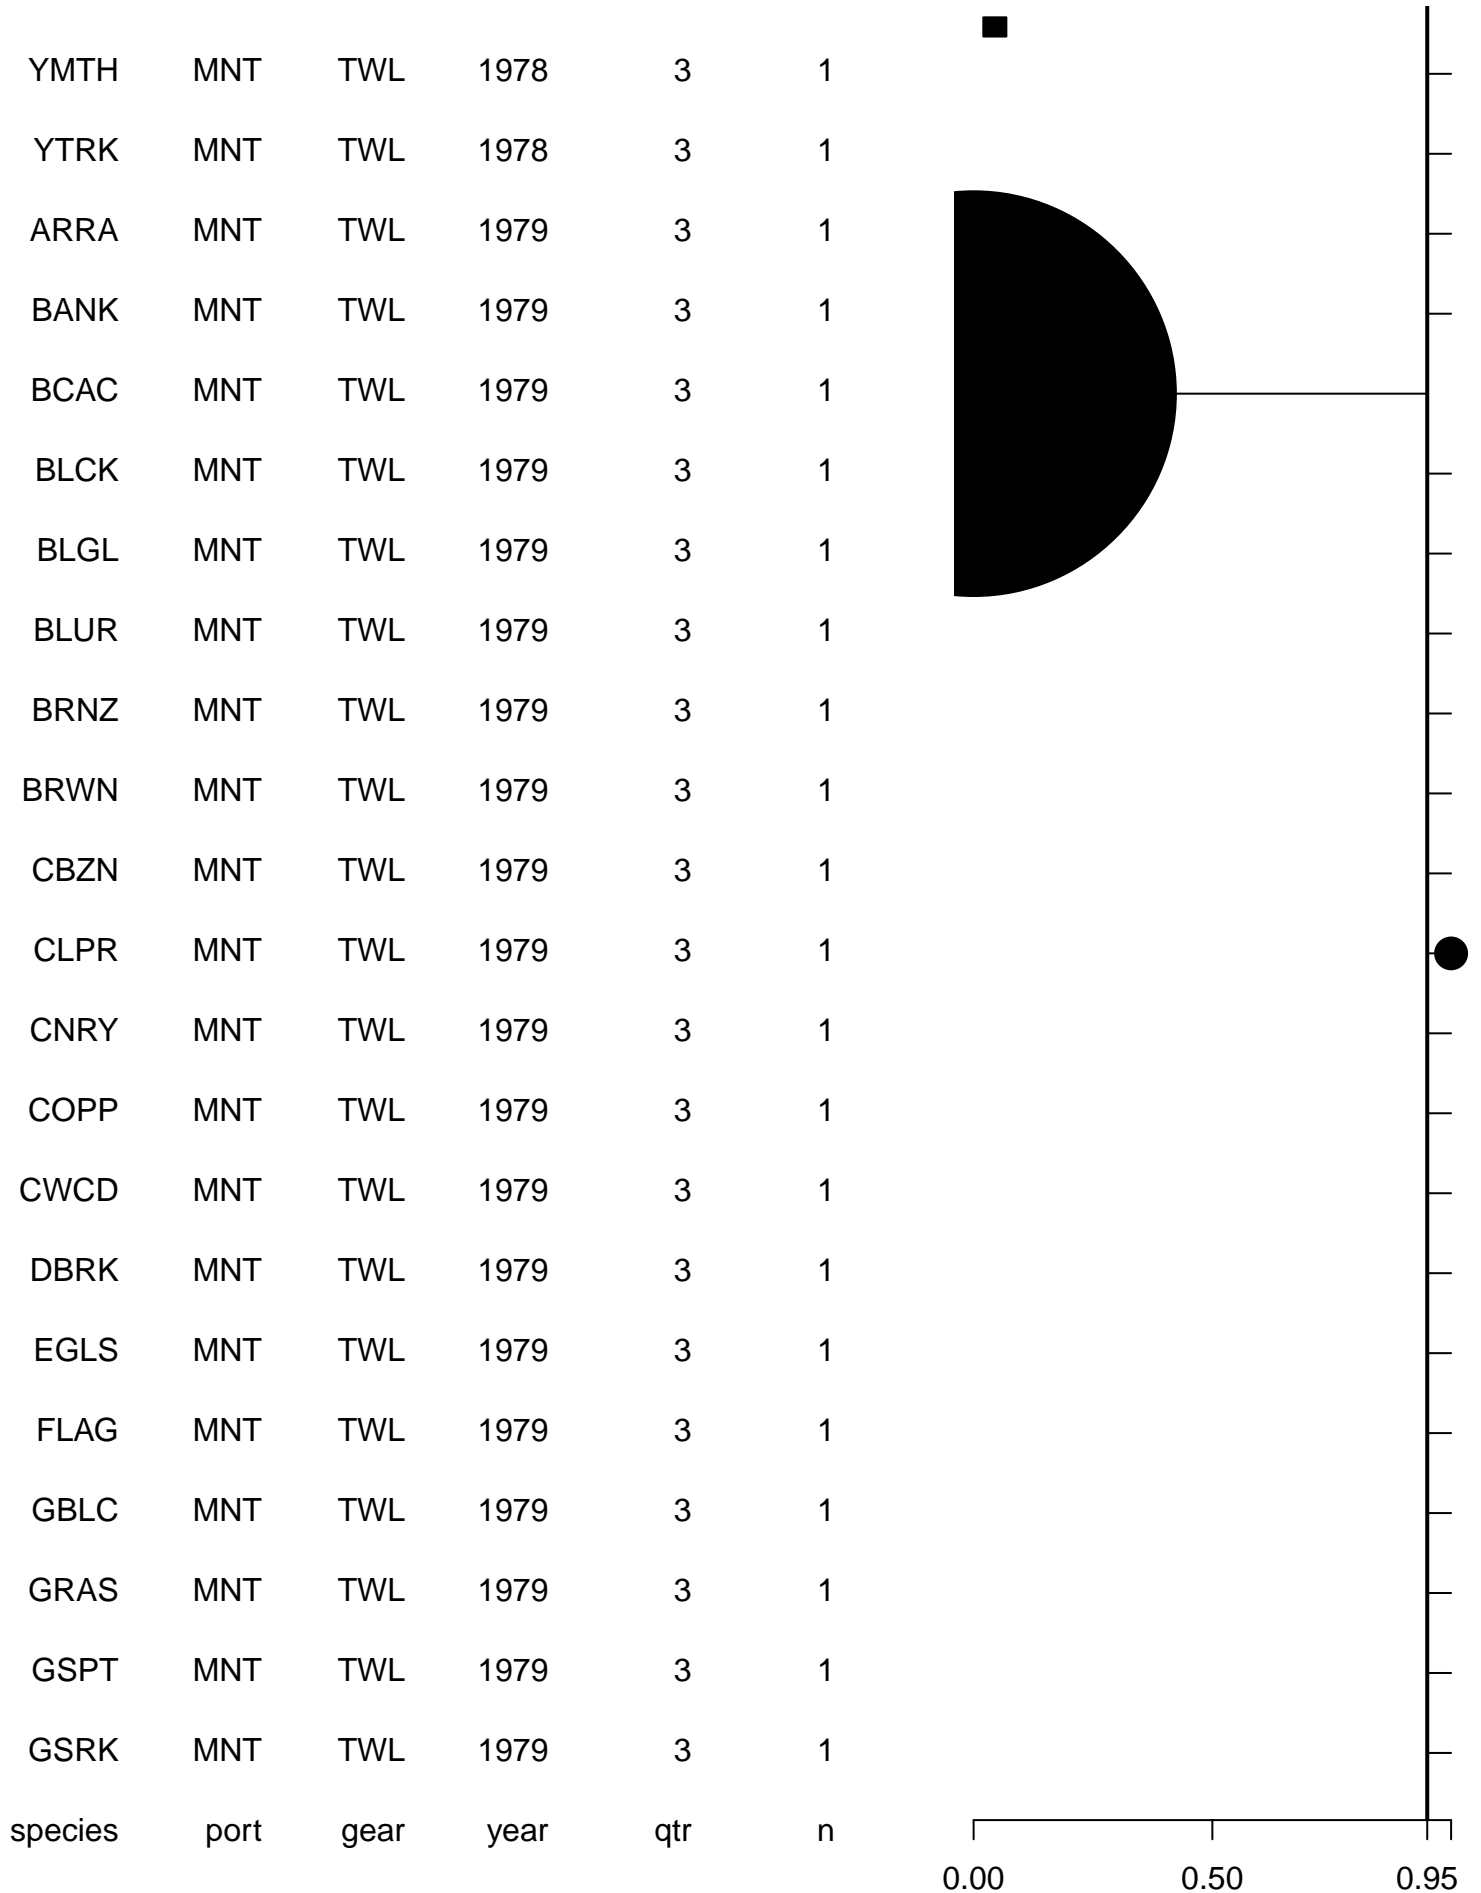 YMTH MNT TWL 1978 3 1
YTRK MNT TWL 1978 3 1
ARRA MNT TWL 1979 3 1
BANK MNT TWL 1979 3 1
BCAC MNT TWL 1979 3 1
BLCK MNT TWL 1979 3 1
BLGL MNT TWL 1979 3 1
BLUR MNT TWL 1979 3 1
BRNZ MNT TWL 1979 3 1
BRWN MNT TWL 1979 3 1
CBZN MNT TWL 1979 3 1
CLPR MNT TWL 1979 3 1
CNRY MNT TWL 1979 3 1
COPP MNT TWL 1979 3 1
CWCD MNT TWL 1979 3 1
DBRK MNT TWL 1979 3 1
EGLS MNT TWL 1979 3 1
FLAG MNT TWL 1979 3 1
GBLC MNT TWL 1979 3 1
GRAS MNT TWL 1979 3 1
GSPT MNT TWL 1979 3 1
GSRK MNT TWL 1979 3 1
species port gear year qtr n
0.00 0.50 0.95